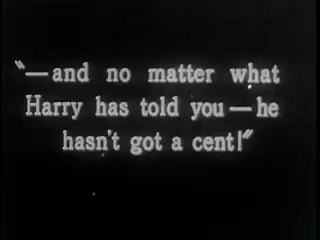 "—and no matter what
Harry has told you—he
hasn't got a cent!"